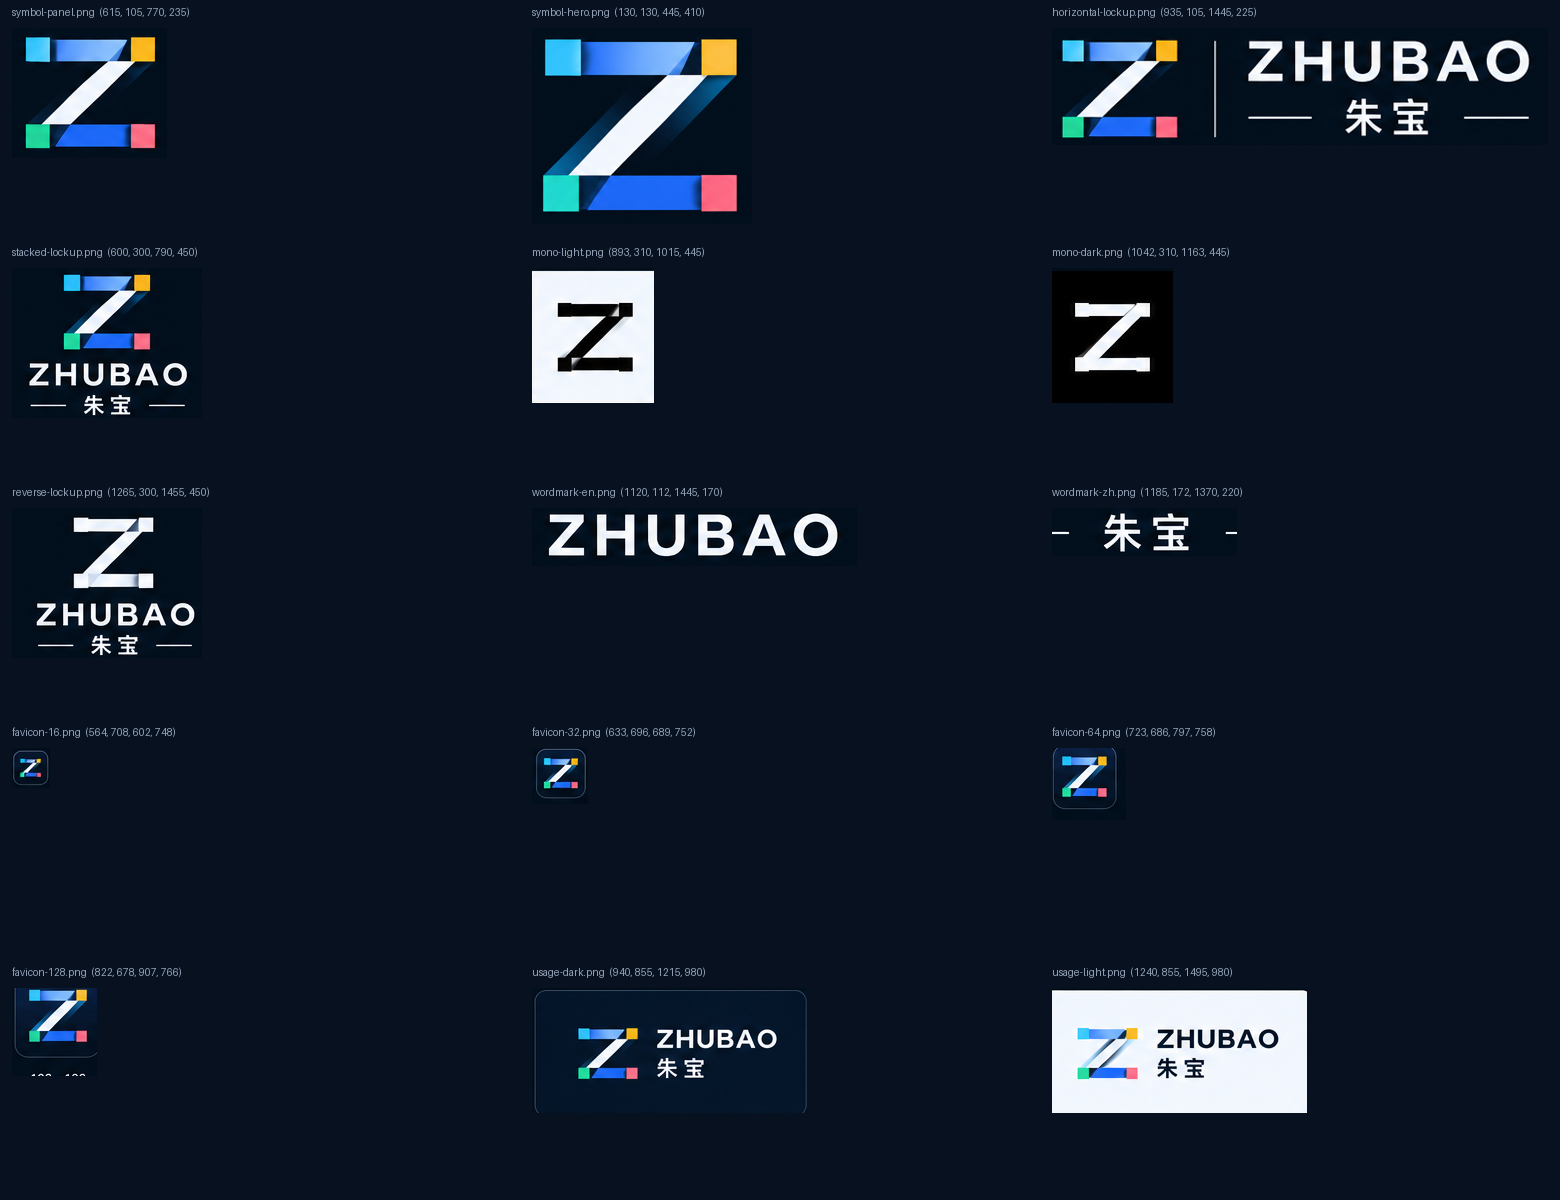 symbol-panel.png (615, 105, 770, 235)
symbol-hero.png (130, 130, 445, 410)
horizontal-lockup.png (935, 105, 1445, 225)
ZHUBAO
朱宝
stacked-lockup.png (600, 300, 790, 450)
mono-light.png (893, 310, 1015, 445)
mono-dark.png (1042, 310, 1163, 445)
ZHUBAO
朱宝
reverse-lockup.png (1265, 300, 1455, 450)
wordmark-en.png (1120, 112, 1445, 170)
wordmark-zh.png (1185, 172, 1370, 220)
ZHUBAO
朱宝
ZHUBAO
朱宝
favicon-16.png (564, 708, 602, 748)
favicon-32.png (633, 696, 689, 752)
favicon-64.png (723, 686, 797, 758)
favicon-128.png (822, 678, 907, 766)
usage-dark.png (940, 855, 1215, 980)
usage-light.png (1240, 855, 1495, 980)
ZHUBAO
朱宝
ZHUBAO
朱宝